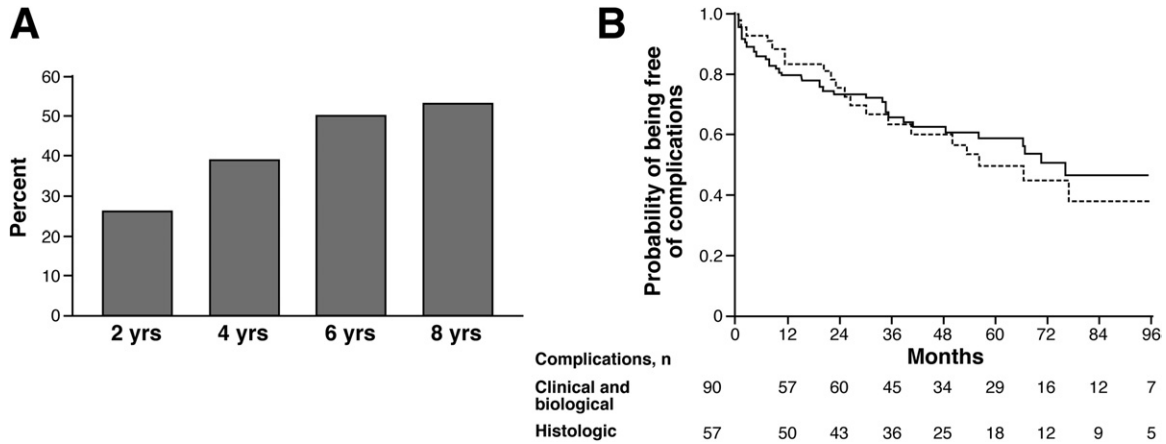 A
60
50
40
30
20
10
0
Percent
2 yrs 4 yrs 6 yrs 8 yrs
B
1.0
0.8
0.6
0.4
0.2
0
Probability of being free
of complications
0 12 24 36 48 60 72 84 96
Months
Complications, n
Clinical and
biological
90 57 60 45 34 29 16 12 7
Histologic 57 50 43 36 25 18 12 9 5